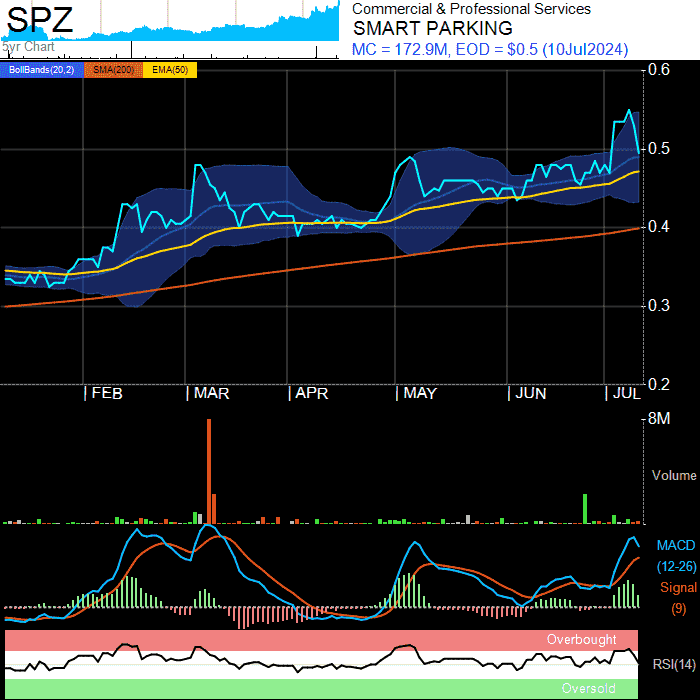 SPZ
5yr Chart
Commercial & Professional Services
SMART PARKING
MC = 172.9M, EOD = $0.5 (10Jul2024)
BollBands(20,2) SMA(200) EMA(50)
0.6
0.5
0.4
0.3
0.2
| FEB | MAR | APR | MAY | JUN | JUL
8M
Volume
MACD
(12-26)
Signal
(9)
Overbought
RSI(14)
Oversold